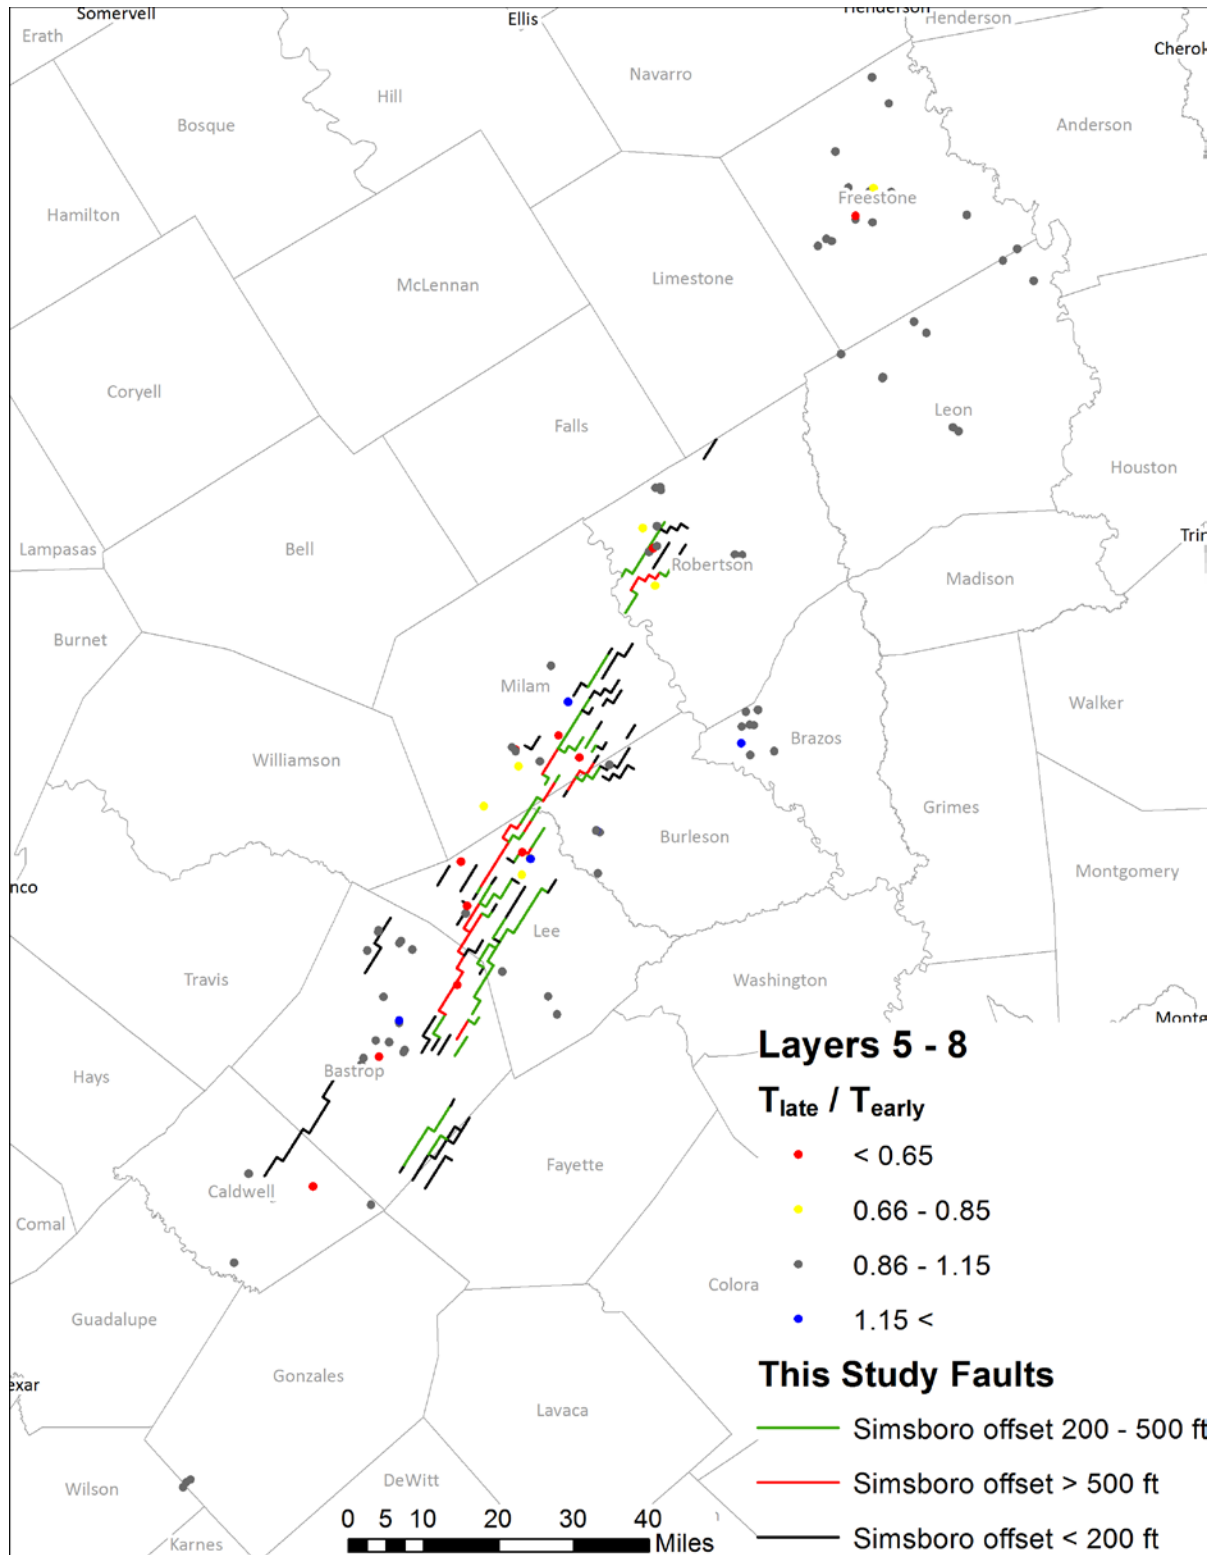 Somervell
Ellis
Henderson
Henderson
Erath
Cherok
Navarro
Hill
Bosque
Anderson
Freestone
Hamilton
Limestone
McLennan
Coryell
Leon
Falls
Houston
Lampasas
Bell
Trin
Robertson
Madison
Burnet
Milam
Walker
Brazos
Williamson
Grimes
Burleson
Montgomery
nco
Lee
Travis
Washington
Monte
Layers 5 - 8
Hays
Bastrop
T late / T early
< 0.65
Fayette
Caldwell
0.66 - 0.85
Comal
0.86 - 1.15
Colora
Guadalupe
1.15 <
This Study Faults
Gonzales
exar
Lavaca
Simsboro offset 200 - 500 ft
DeWitt
Wilson
Simsboro offset > 500 ft
0 5 10 20 30 40
Miles
Simsboro offset < 200 ft
Karnes